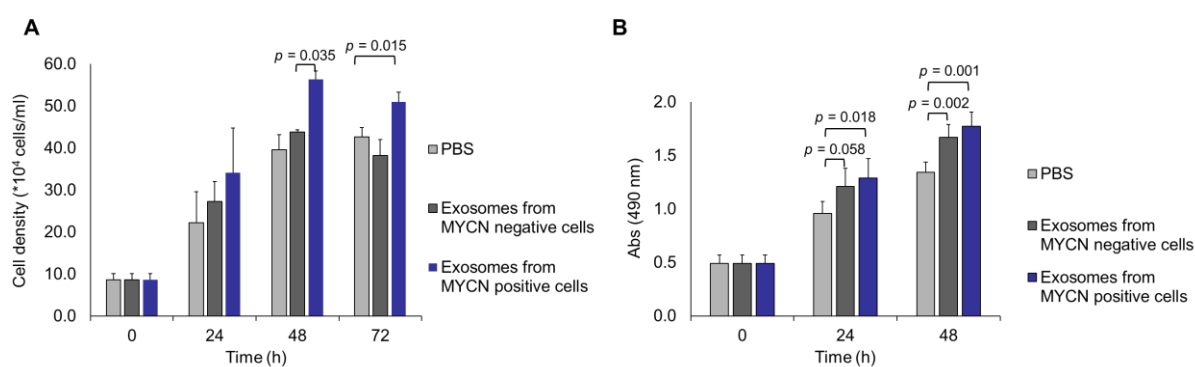 A
p = 0.035
p = 0.015
60.0
50.0
40.0
30.0
20.0
10.0
0.0
Cell density (*10⁴ cells/ml)
0 24 48 72
Time (h)
PBS
Exosomes from
MYCN negative cells
Exosomes from
MYCN positive cells
B
p = 0.001
p = 0.002
p = 0.018
p = 0.058
2.0
1.5
1.0
0.5
0.0
Abs (490 nm)
0 24 48
Time (h)
PBS
Exosomes from
MYCN negative cells
Exosomes from
MYCN positive cells